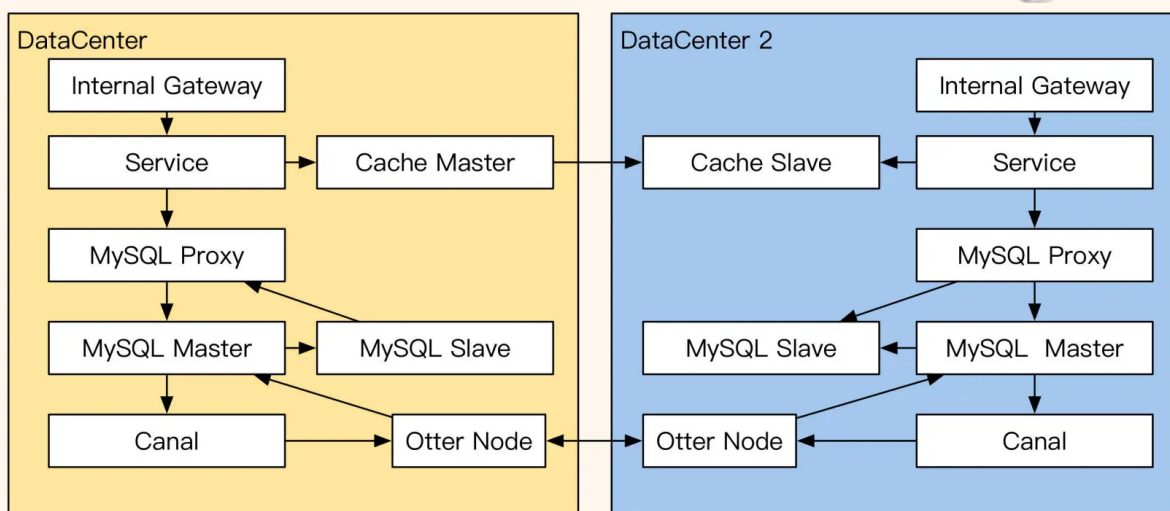 DataCenter
Internal Gateway
Service
Cache Master
MySQL Proxy
MySQL Master
MySQL Slave
Canal
Otter Node
DataCenter 2
Internal Gateway
Cache Slave
Service
MySQL Proxy
MySQL Slave
MySQL Master
Otter Node
Canal